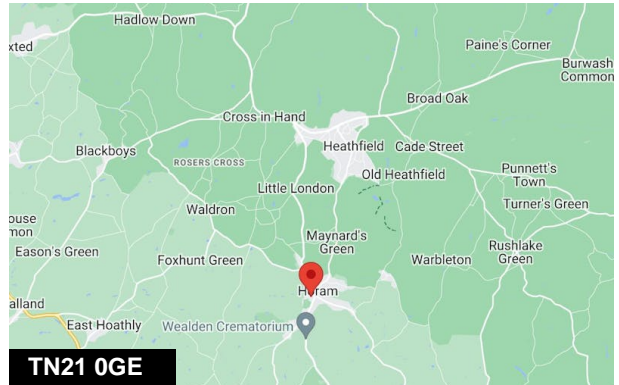 Hadlow Down
xted
Paine's Corner
Burwash
Common
Broad Oak
Cross in Hand
Heathfield
Cade Street
Blackboys
ROSERS CROSS
Punnett's
Town
Old Heathfield
Little London
Turner's Green
Waldron
ouse
mon
Maynard's
Green
Rushlake
Green
Eason's Green
Foxhunt Green
Warbleton
H ram
alland
East Hoathly
Wealden Crematorium
TN21 0GE